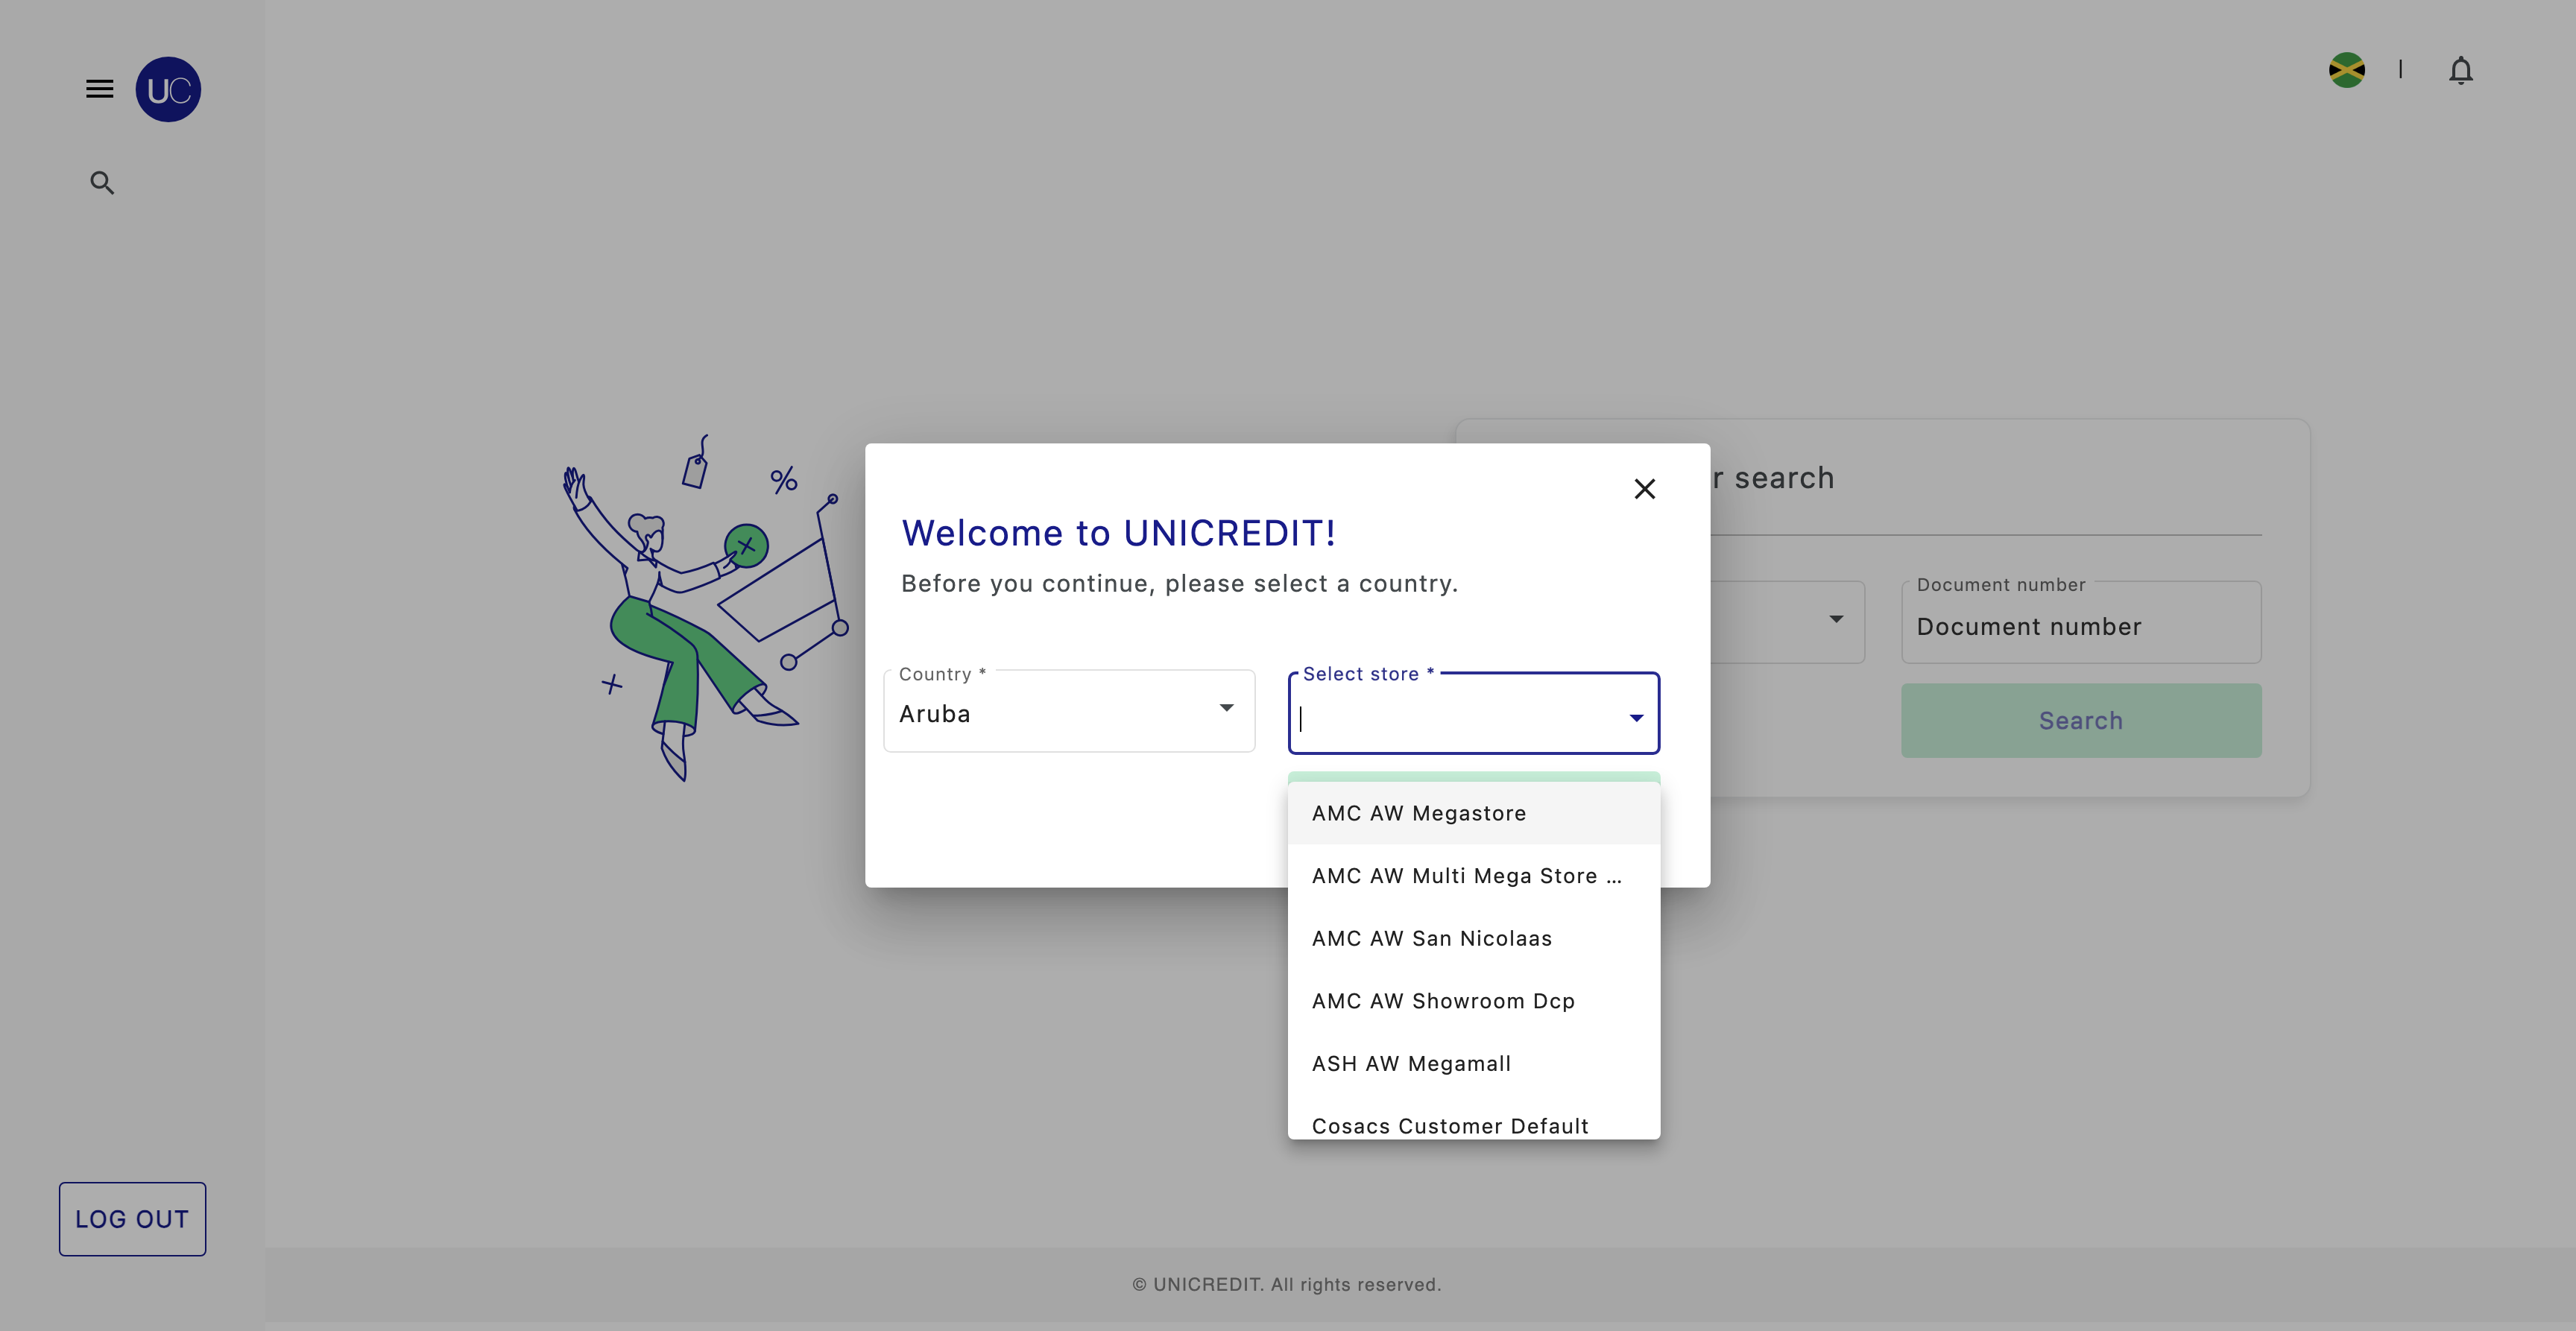 UC
Welcome to UNICREDIT!
Before you continue, please select a country.
Country *
Aruba
Select store *
AMC AW Megastore
AMC AW Multi Mega Store ...
AMC AW San Nicolaas
AMC AW Showroom Dcp
ASH AW Megamall
Cosacs Customer Default
r search
Document number
Document number
Search
LOG OUT
© UNICREDIT. All rights reserved.